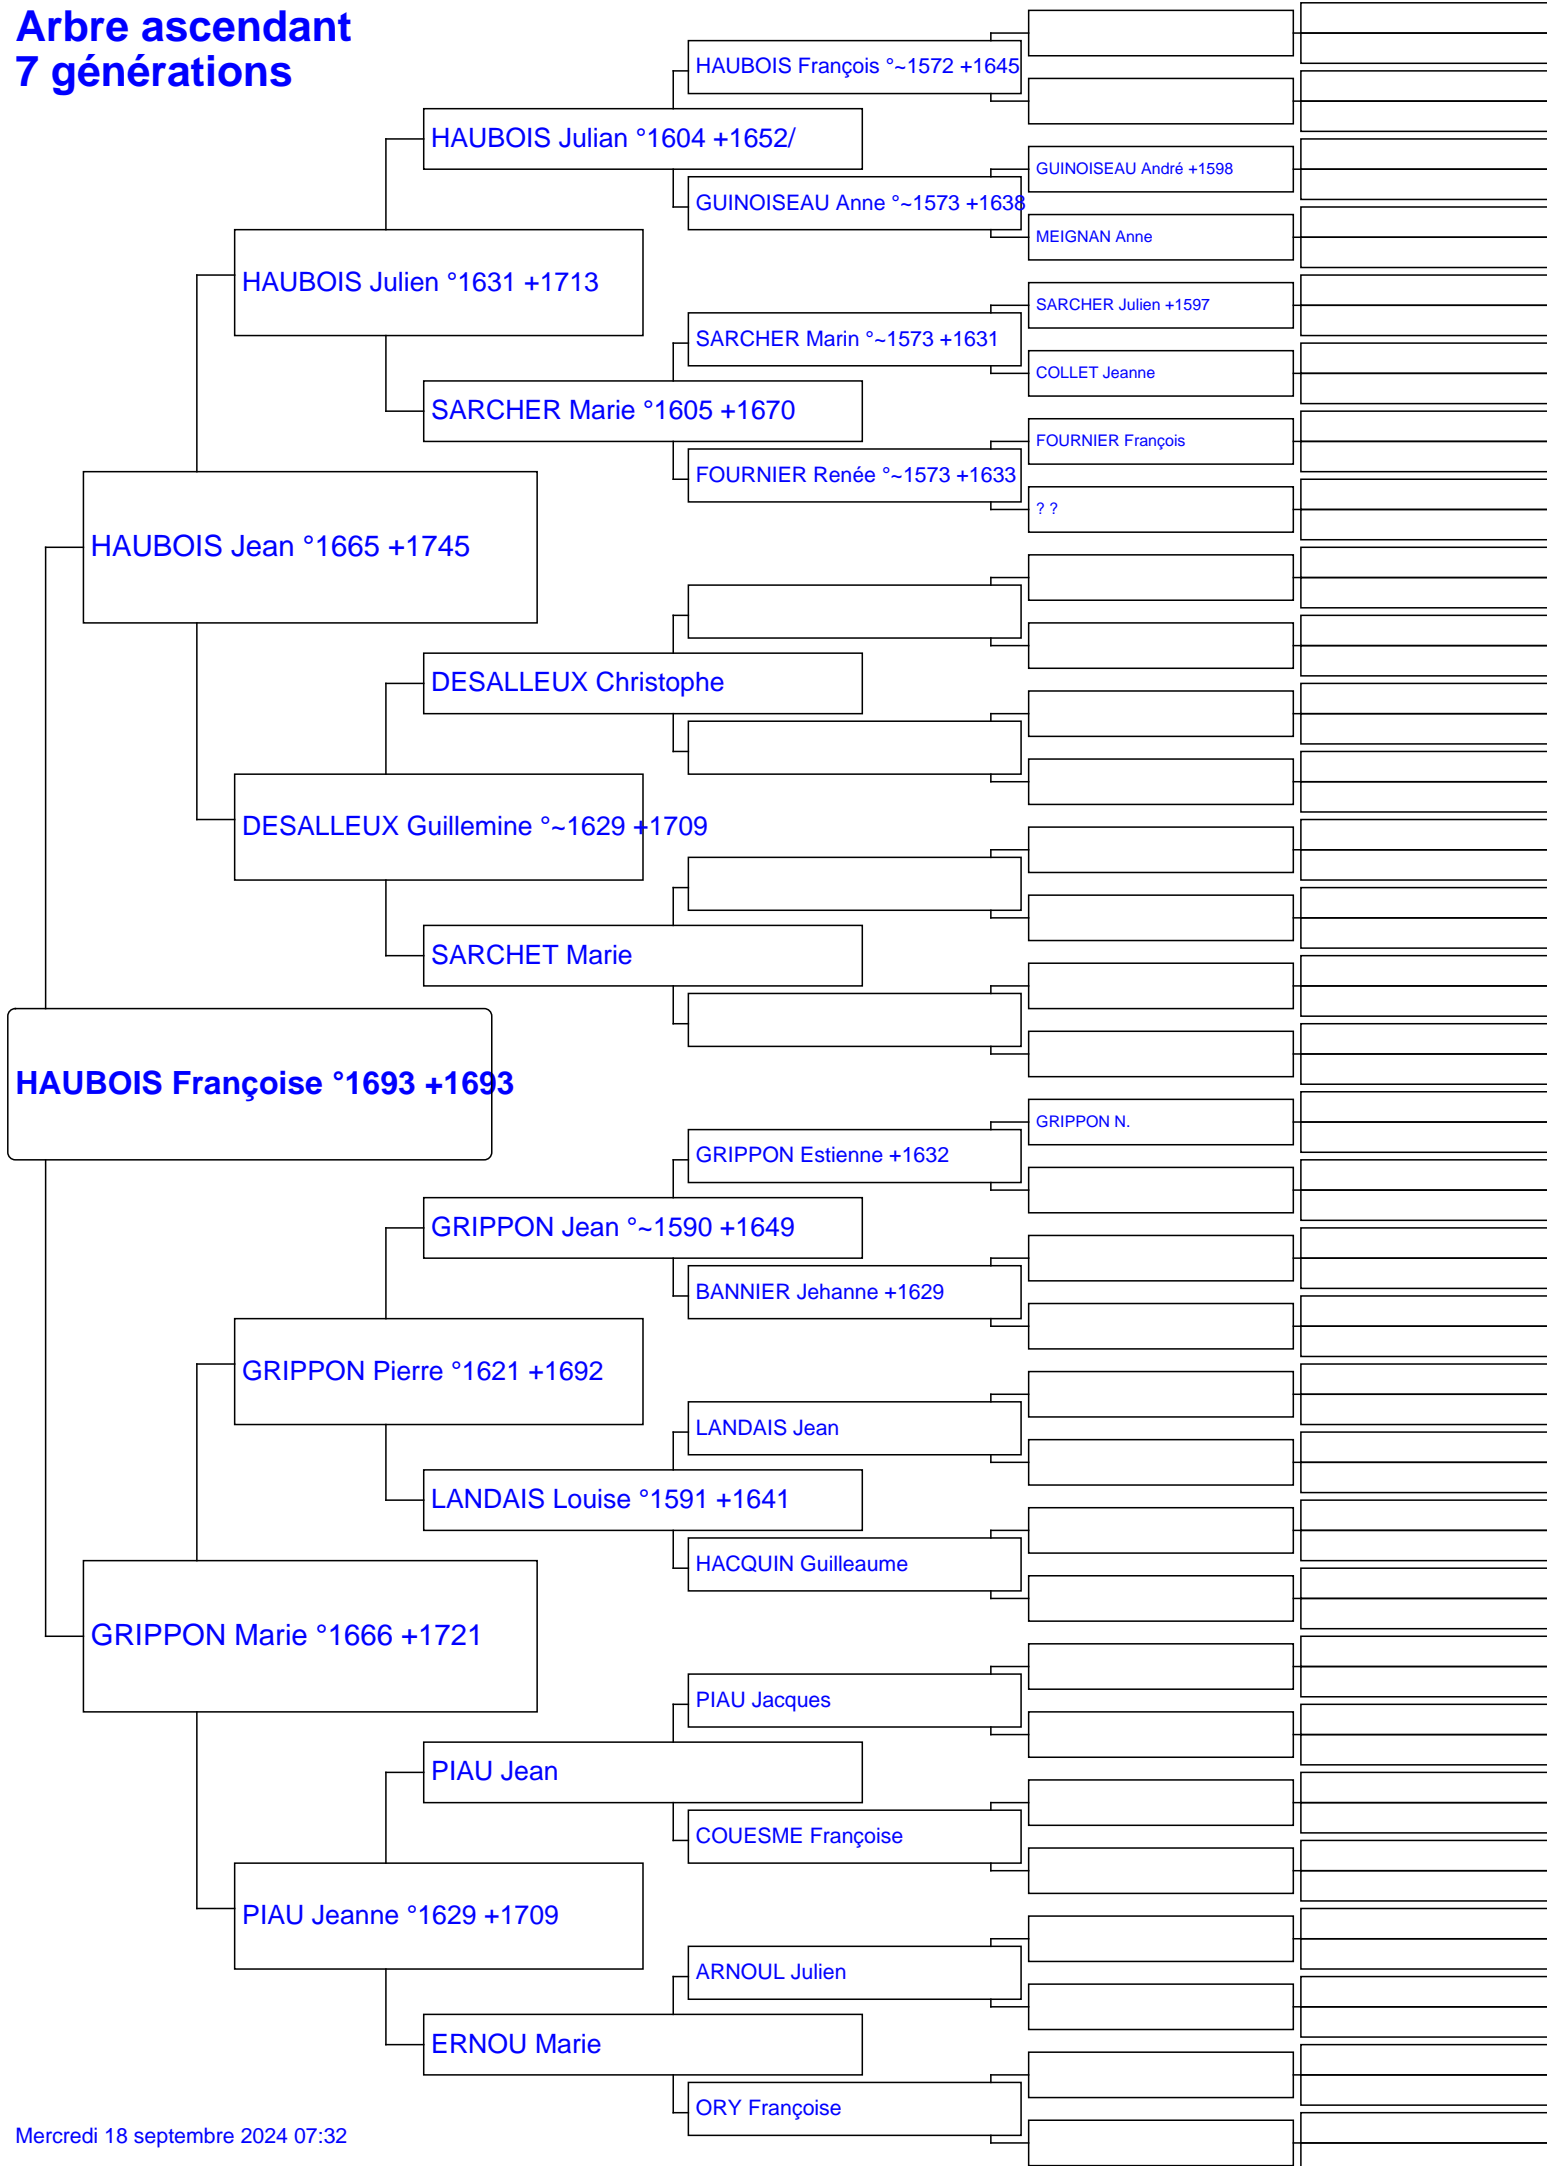 Arbre ascendant
7 générations
HAUBOIS François °~1572 +1645
HAUBOIS Julian °1604 +1652/
GUINOISEAU André +1598
GUINOISEAU Anne °~1573 +1638
MEIGNAN Anne
HAUBOIS Julien °1631 +1713
SARCHER Julien +1597
SARCHER Marin °~1573 +1631
COLLET Jeanne
SARCHER Marie °1605 +1670
FOURNIER François
FOURNIER Renée °~1573 +1633
? ?
HAUBOIS Jean °1665 +1745
DESALLEUX Christophe
DESALLEUX Guillemine °~1629 +1709
SARCHET Marie
HAUBOIS Françoise °1693 +1693
GRIPPON N.
GRIPPON Estienne +1632
GRIPPON Jean °~1590 +1649
BANNIER Jehanne +1629
GRIPPON Pierre °1621 +1692
LANDAIS Jean
LANDAIS Louise °1591 +1641
HACQUIN Guilleaume
GRIPPON Marie °1666 +1721
PIAU Jacques
PIAU Jean
COUESME Françoise
PIAU Jeanne °1629 +1709
ARNOUL Julien
ERNOU Marie
ORY Françoise
Mercredi 18 septembre 2024 07:32